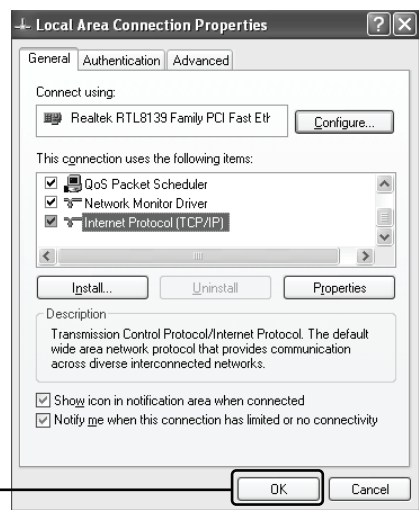 Local Area Connection Properties
General Authentication Advanced
Connect using:
Realtek RTL8139 Family PCI Fast Eth
Configure...
This connection uses the following items:
QoS Packet Scheduler
Network Monitor Driver
Internet Protocol (TCP/IP)
Install... Uninstall Properties
Description
Transmission Control Protocol/Internet Protocol. The default
wide area network protocol that provides communication
across diverse interconnected networks.
Show icon in notification area when connected
Notify me when this connection has limited or no connectivity
OK Cancel